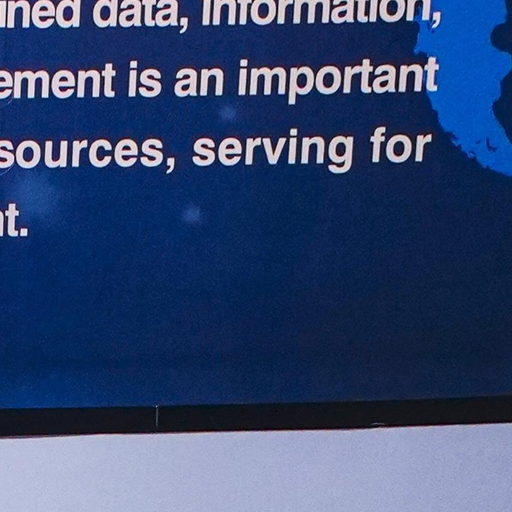 ined data, information,
ement is an important
sources, serving for
t.